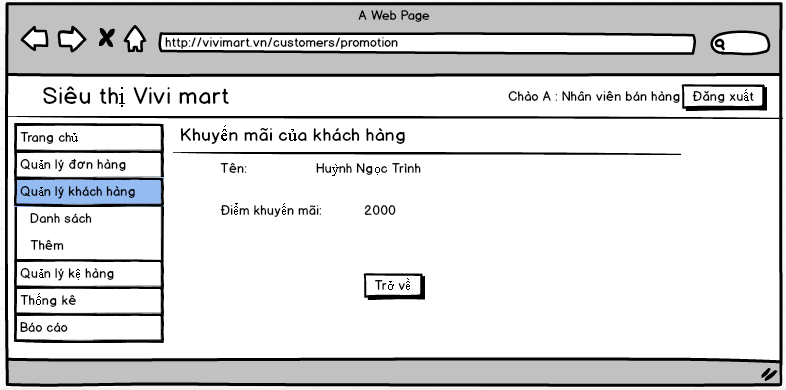 A Web Page
http://vivimart.vn/customers/promotion
Siêu thị Vivi mart
Chào A : Nhân viên bán hàng Đăng xuất
Trang chủ
Quản lý đơn hàng
Quản lý khách hàng
Danh sách
Thêm
Quản lý kệ hàng
Thống kê
Báo cáo
Khuyến mãi của khách hàng
Tên: Huỳnh Ngọc Trình
Điểm khuyến mãi: 2000
Trở về